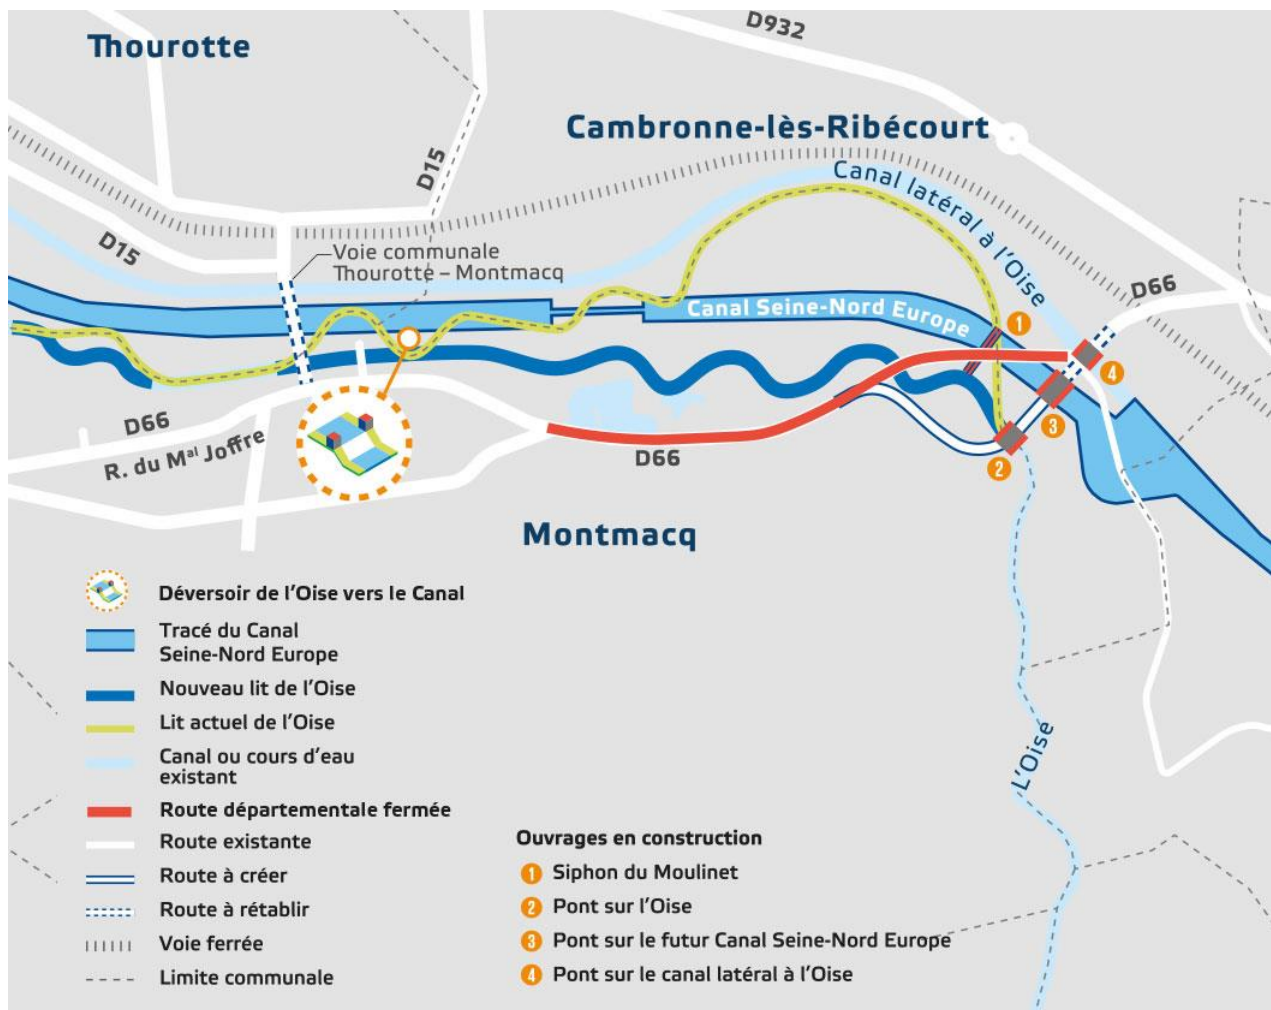 Thourotte
D932
Cambronne-lès-Ribécourt
D15
Canal latéral à l'Oise
D15
Voie communale
Thourotte – Montmacq
D66
Canal Seine-Nord Europe
1
4
3
D66
R. du Mal Joffre
D66
2
Montmacq
L'Oise
Déversoir de l'Oise vers le Canal
Tracé du Canal
Seine-Nord Europe
Nouveau lit de l'Oise
Lit actuel de l'Oise
Canal ou cours d'eau
existant
Route départementale fermée
Route existante
Route à créer
Route à rétablir
Voie ferrée
Limite communale
Ouvrages en construction
1 Siphon du Moulinet
2 Pont sur l'Oise
3 Pont sur le futur Canal Seine-Nord Europe
4 Pont sur le canal latéral à l'Oise